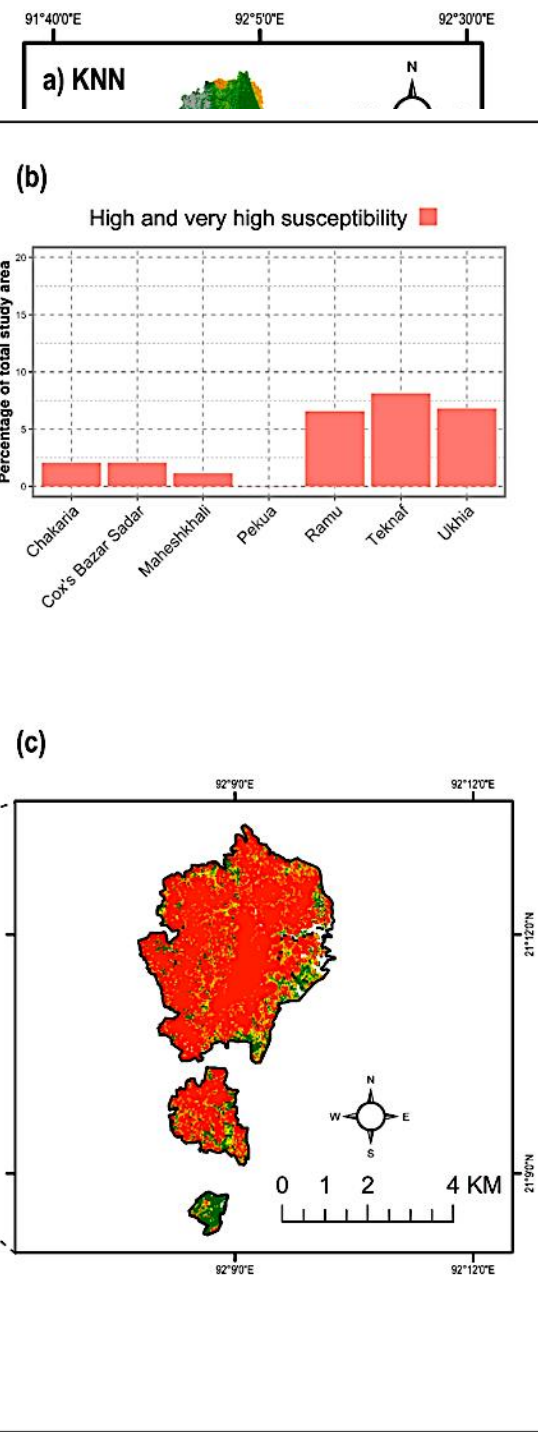 91°40'0"E 92°5'0"E 92°30'0"E
a) KNN
N
(b)
High and very high susceptibility
Percentage of total study area
20
15
10
5
0
Chakaria
Cox's Bazar Sadar
Maheshkhali
Pekua
Ramu
Teknaf
Ukhia
(c)
92°9'0"E 92°12'0"E
21°12'0"N
N
W E
S
0 1 2 4 KM
21°9'0"N
92°9'0"E 92°12'0"E